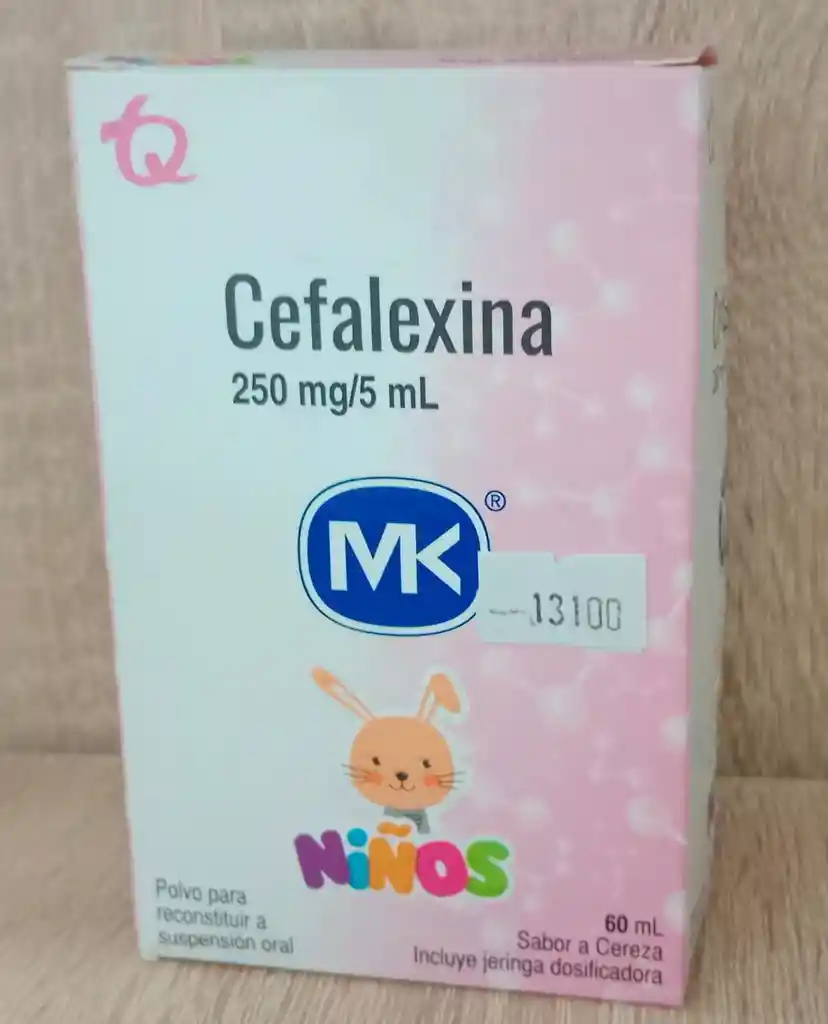 TQ
Cefalexina
250 mg/5 mL
MK®
13100
NiÑOS
Polvo para
reconstituir a
suspensión oral
60 mL
Sabor a Cereza
Incluye jeringa dosificadora